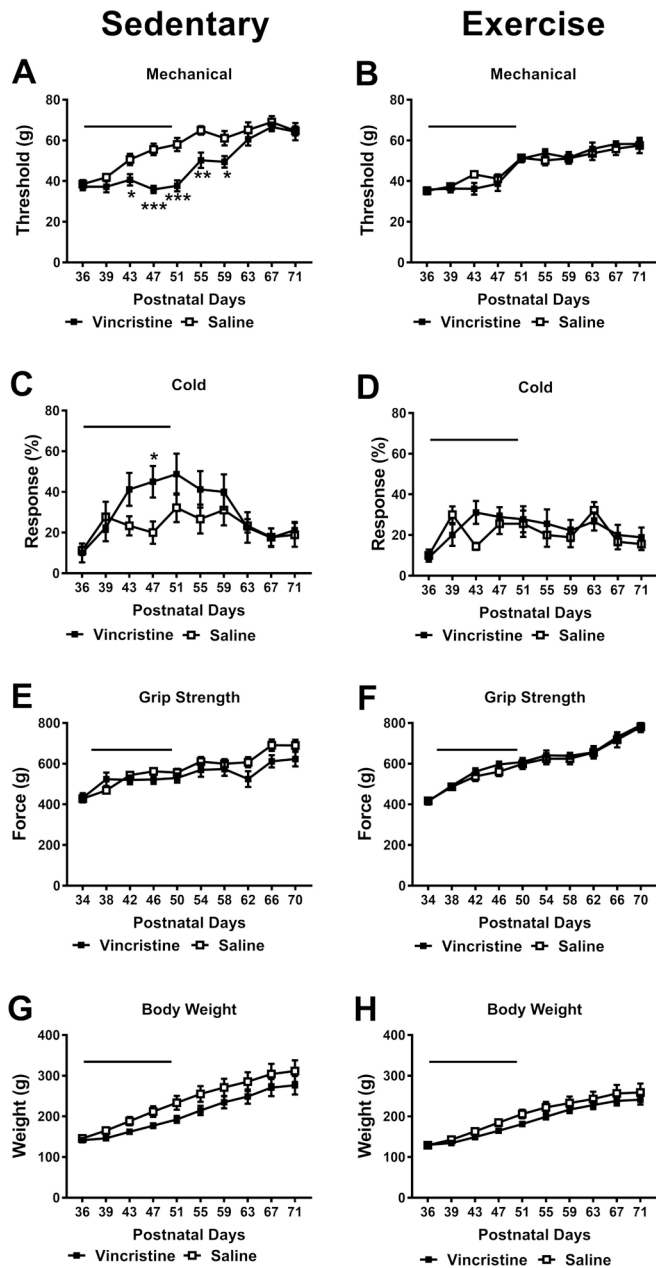 Sedentary
Exercise
A
Mechanical
Threshold (g)
80
60
40
20
0
*
***
***
**
*
36 39 43 47 51 55 59 63 67 71
Postnatal Days
Vincristine Saline
B
Mechanical
Threshold (g)
80
60
40
20
0
36 39 43 47 51 55 59 63 67 71
Postnatal Days
Vincristine Saline
C
Cold
Response (%)
80
60
40
20
0
*
36 39 43 47 51 55 59 63 67 71
Postnatal Days
Vincristine Saline
D
Cold
Response (%)
80
60
40
20
0
36 39 43 47 51 55 59 63 67 71
Postnatal Days
Vincristine Saline
E
Grip Strength
Force (g)
800
600
400
200
0
34 38 42 46 50 54 58 62 66 70
Postnatal Days
Vincristine Saline
F
Grip Strength
Force (g)
800
600
400
200
0
34 38 42 46 50 54 58 62 66 70
Postnatal Days
Vincristine Saline
G
Body Weight
Weight (g)
400
300
200
100
0
36 39 43 47 51 55 59 63 67 71
Postnatal Days
Vincristine Saline
H
Body Weight
Weight (g)
400
300
200
100
0
36 39 43 47 51 55 59 63 67 71
Postnatal Days
Vincristine Saline